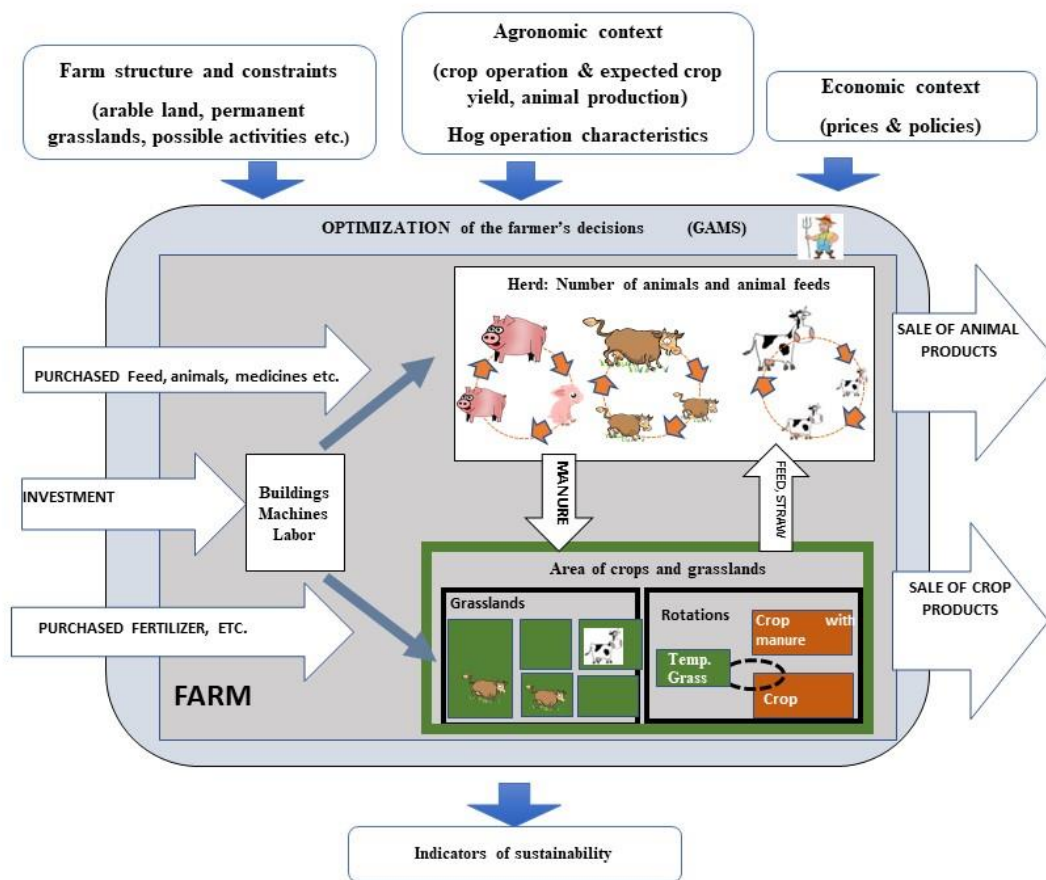 Farm structure and constraints
(arable land, permanent
grasslands, possible activities etc.)
Agronomic context
(crop operation & expected crop
yield, animal production)
Hog operation characteristics
Economic context
(prices & policies)
OPTIMIZATION of the farmer's decisions (GAMS)
Herd: Number of animals and animal feeds
SALE OF ANIMAL
PRODUCTS
PURCHASED Feed, animals, medicines etc.
INVESTMENT
Buildings
Machines
Labor
MANURE
FEED, STRAW
Area of crops and grasslands
Grasslands
Rotations
Crop with
manure
Temp.
Grass
Crop
SALE OF CROP
PRODUCTS
PURCHASED FERTILIZER, ETC.
FARM
Indicators of sustainability